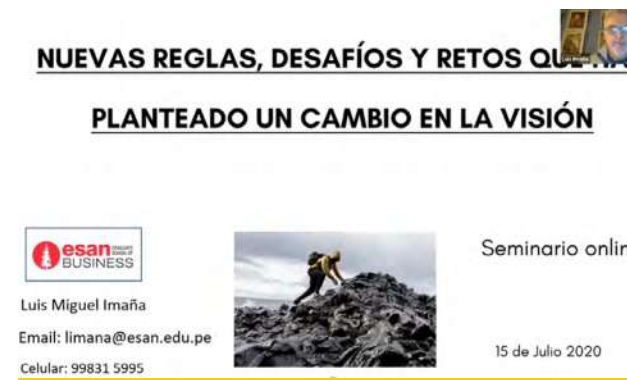 NUEVAS REGLAS, DESAFÍOS Y RETOS
PLANTEADO UN CAMBIO EN LA VISIÓN
esan
BUSINESS
Seminario onlin
Luis Miguel Imaña
Email: limana@esan.edu.pe
Celular: 99831 5995
15 de Julio 2020